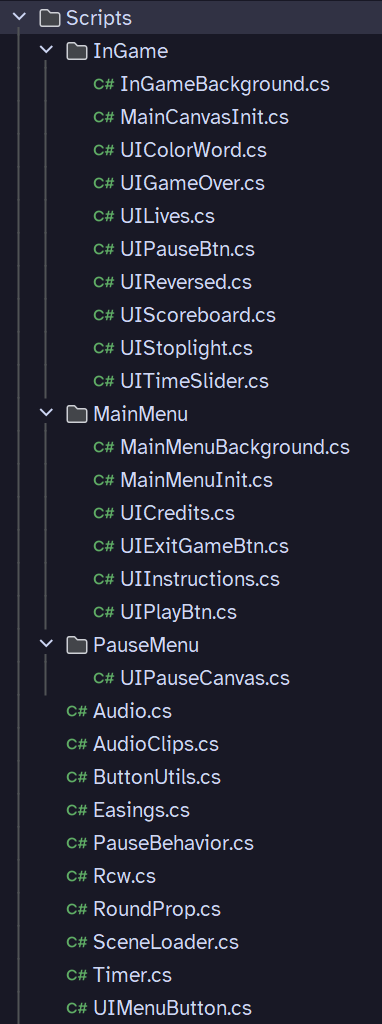 Scripts
InGame
C# InGameBackground.cs
C# MainCanvasInit.cs
C# UIColorWord.cs
C# UIGameOver.cs
C# UILives.cs
C# UIPauseBtn.cs
C# UIReversed.cs
C# UIScoreboard.cs
C# UIStoplight.cs
C# UITimeSlider.cs
MainMenu
C# MainMenuBackground.cs
C# MainMenuInit.cs
C# UICredits.cs
C# UIExitGameBtn.cs
C# UIInstructions.cs
C# UIPlayBtn.cs
PauseMenu
C# UIPauseCanvas.cs
C# Audio.cs
C# AudioClips.cs
C# ButtonUtils.cs
C# Easings.cs
C# PauseBehavior.cs
C# Rcw.cs
C# RoundProp.cs
C# SceneLoader.cs
C# Timer.cs
C# UIMenuButton.cs